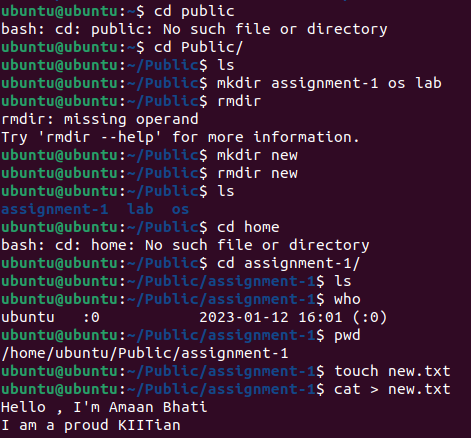 ubuntu@ubuntu:~$ cd public
bash: cd: public: No such file or directory
ubuntu@ubuntu:~$ cd Public/
ubuntu@ubuntu:~/Public$ ls
ubuntu@ubuntu:~/Public$ mkdir assignment-1 os lab
ubuntu@ubuntu:~/Public$ rmdir
rmdir: missing operand
Try 'rmdir --help' for more information.
ubuntu@ubuntu:~/Public$ mkdir new
ubuntu@ubuntu:~/Public$ rmdir new
ubuntu@ubuntu:~/Public$ ls
assignment-1  lab  os
ubuntu@ubuntu:~/Public$ cd home
bash: cd: home: No such file or directory
ubuntu@ubuntu:~/Public$ cd assignment-1/
ubuntu@ubuntu:~/Public/assignment-1$ ls
ubuntu@ubuntu:~/Public/assignment-1$ who
ubuntu   :0           2023-01-12 16:01 (:0)
ubuntu@ubuntu:~/Public/assignment-1$ pwd
/home/ubuntu/Public/assignment-1
ubuntu@ubuntu:~/Public/assignment-1$ touch new.txt
ubuntu@ubuntu:~/Public/assignment-1$ cat > new.txt
Hello , I'm Amaan Bhati
I am a proud KIITian